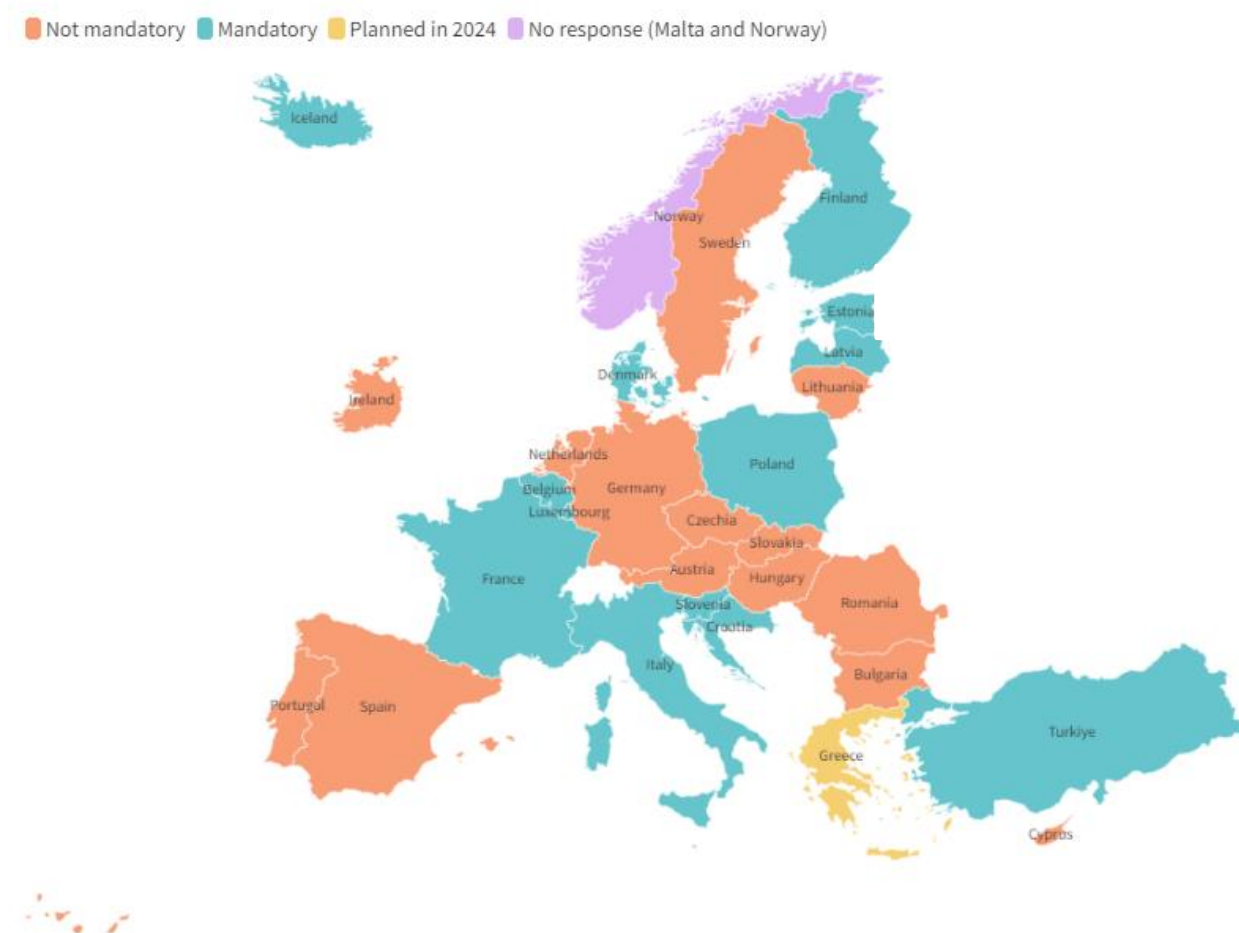 Not mandatory Mandatory Planned in 2024 No response (Malta and Norway)
Iceland
Finland
Norway
Sweden
Estonia
Latvia
Denmark
Lithuania
Ireland
Netherlands
Poland
Belgium
Germany
Luxembourg
Czechia
Slovakia
Austria
Hungary
France
Slovenia
Romania
Croatia
Italy
Bulgaria
Portugal
Spain
Turkiye
Greece
Cyprus